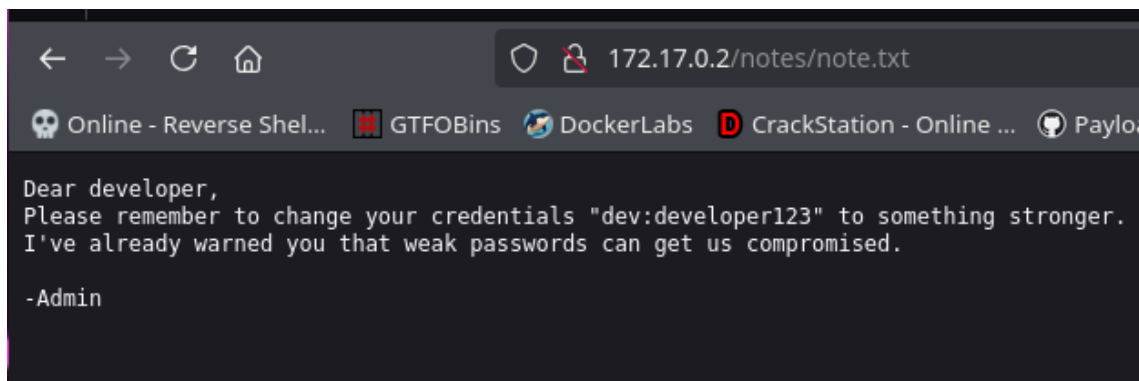 172.17.0.2/notes/note.txt
Online - Reverse Shel... GTFOBins DockerLabs CrackStation - Online ... Paylo
Dear developer,
Please remember to change your credentials "dev:developer123" to something stronger.
I've already warned you that weak passwords can get us compromised.
-Admin